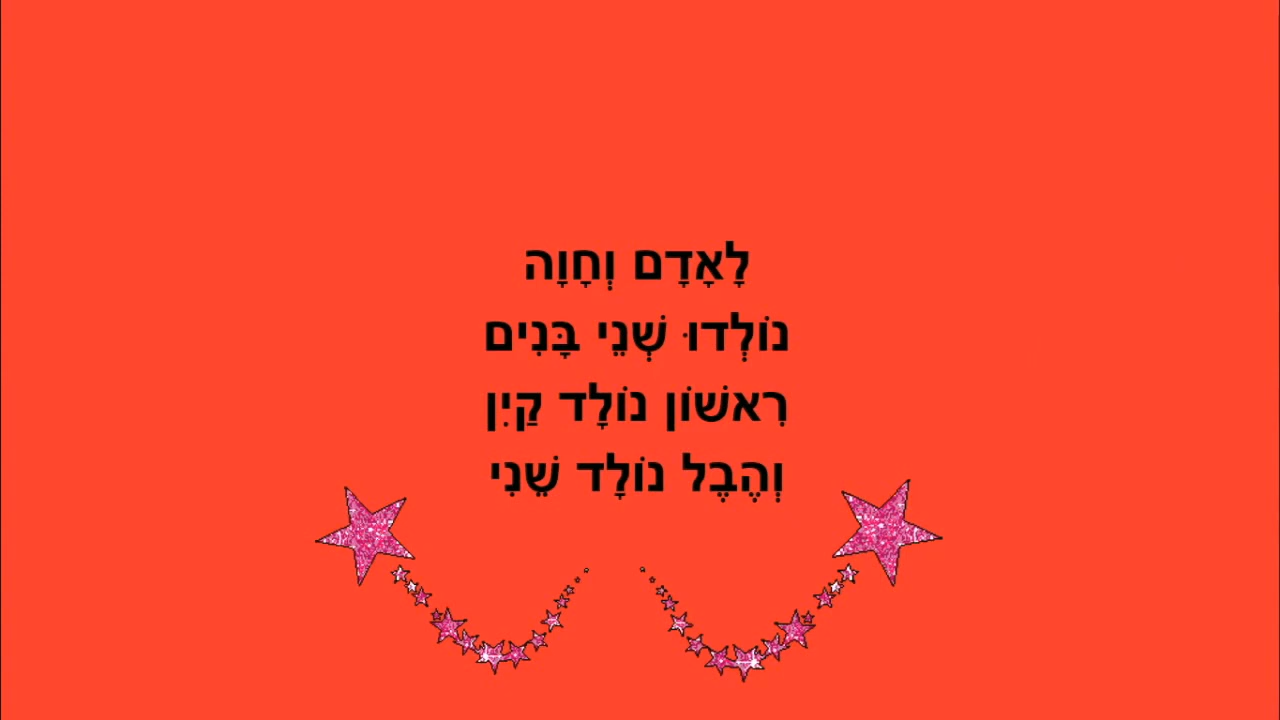 לָאָדָם וְחָוָה
נוֹלְדוּ שְׁנֵי בָּנִים
רִאשׁוֹן נוֹלָד קַיִן
וְהֶבֶל נוֹלָד שֵׁנִי